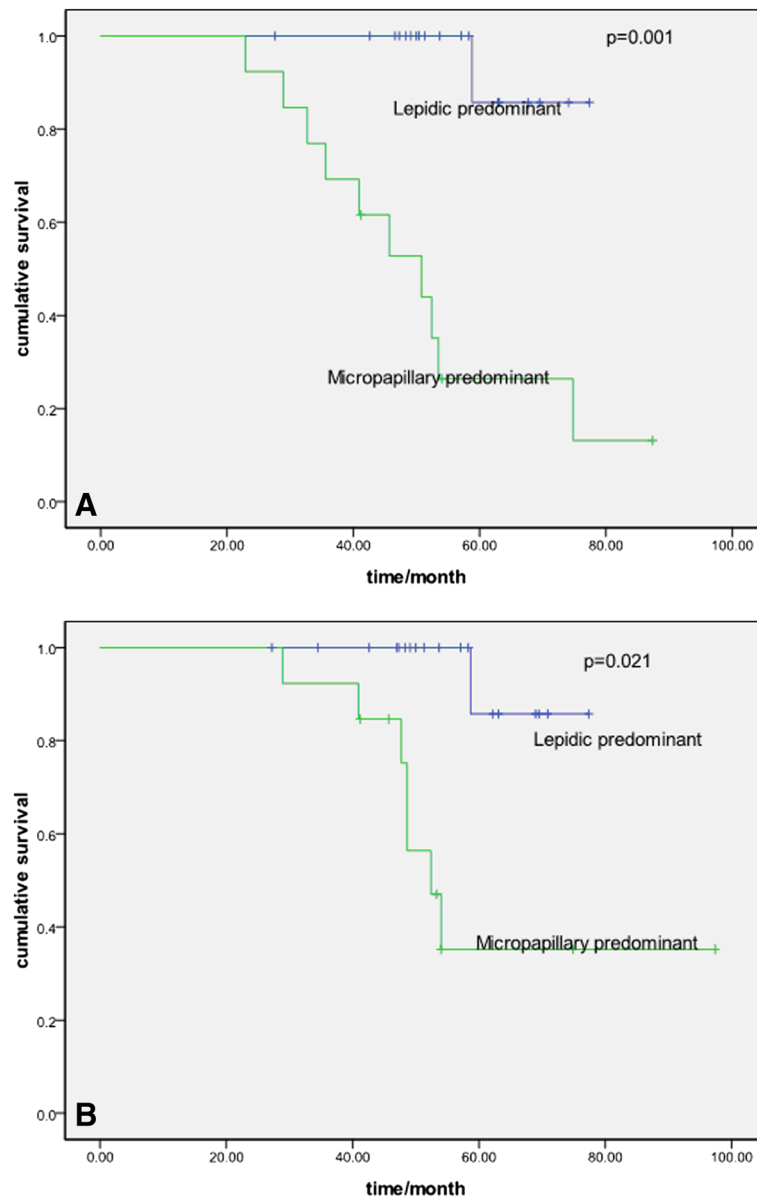 1.0
p=0.001
Lepidic predominant
0.8
0.6
cumulative survival
0.4
Micropapillary predominant
0.2
0.0
A
0.00 20.00 40.00 60.00 80.00 100.00
time/month
1.0
p=0.021
Lepidic predominant
0.8
0.6
cumulative survival
0.4
Micropapillary predominant
0.2
0.0
B
0.00 20.00 40.00 60.00 80.00 100.00
time/month